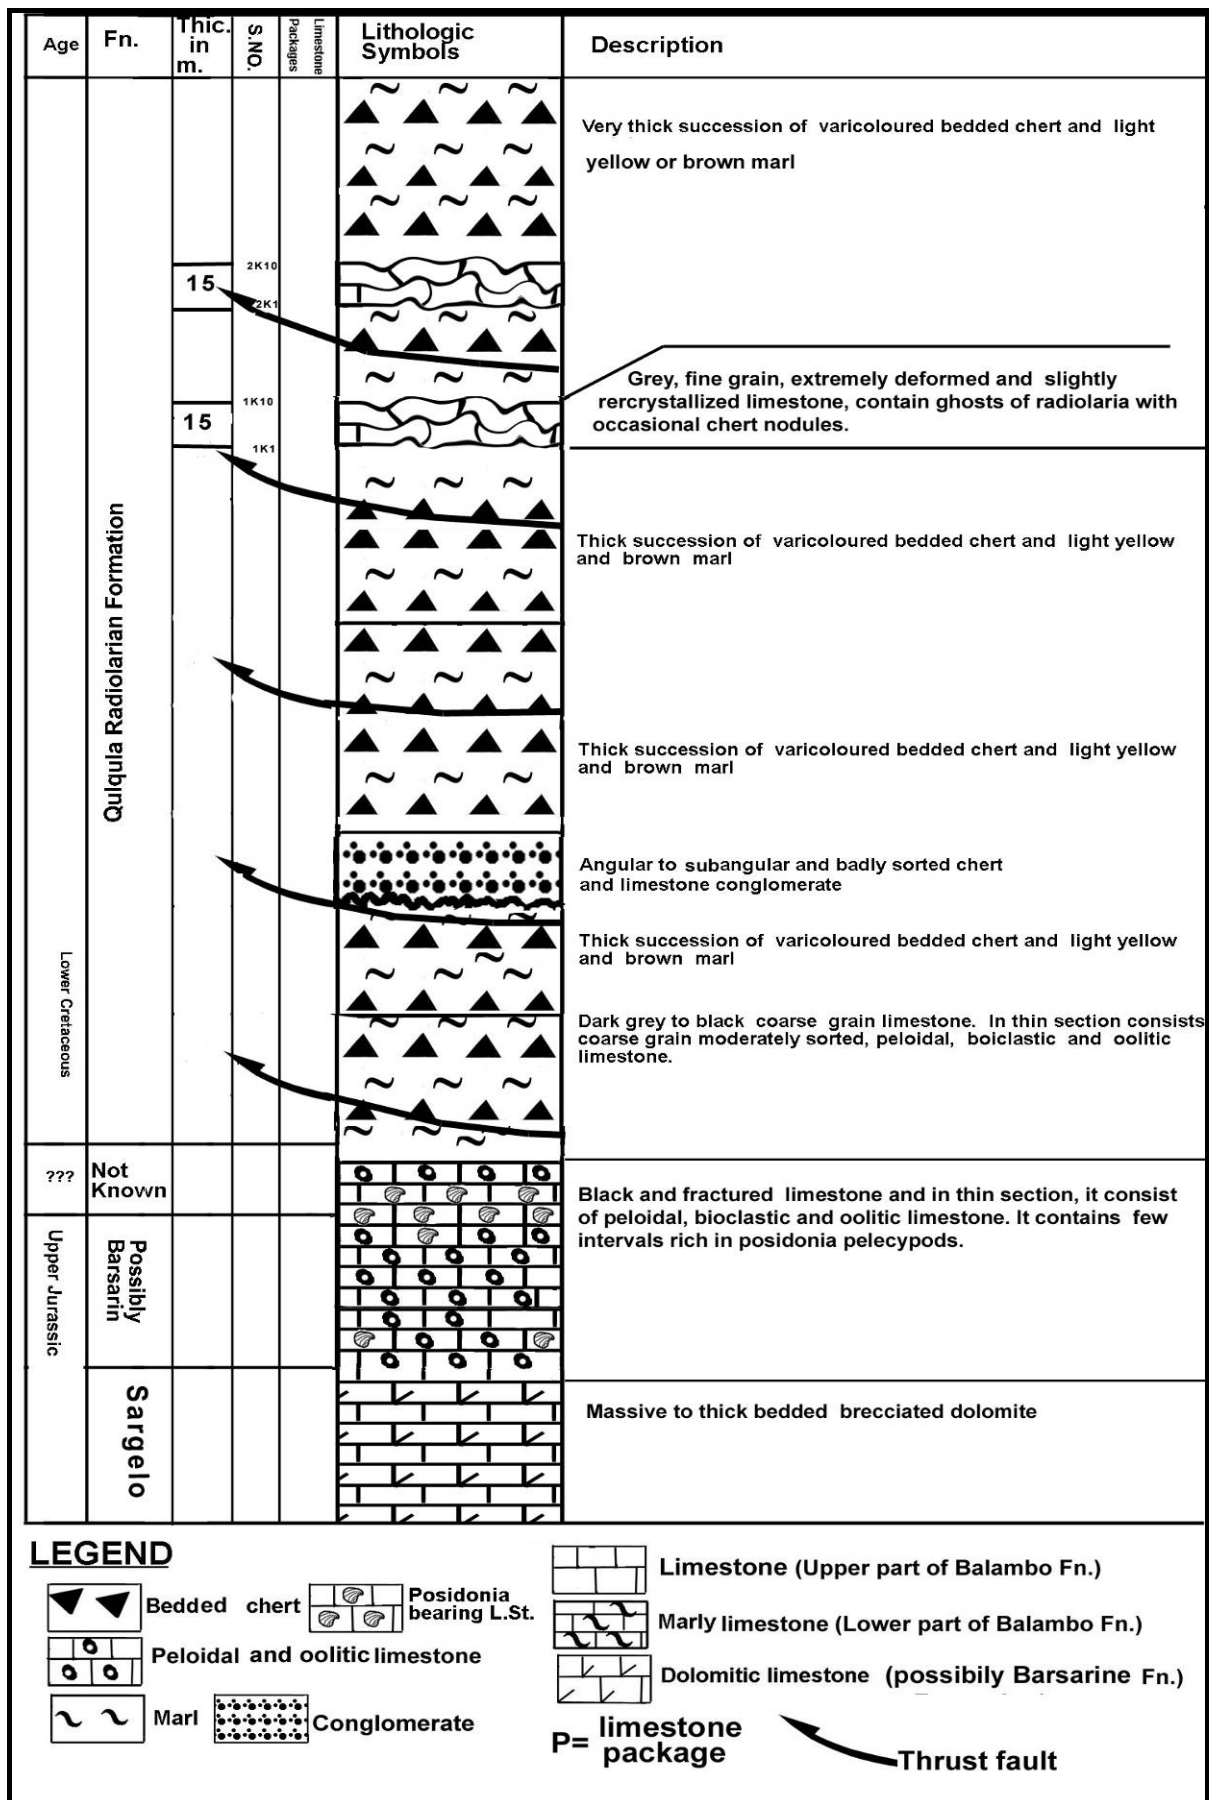 Age
Fn.
Thic.
in
m.
S.NO.
Packages
Limestone
Lithologic
Symbols
Description
Very thick succession of varicoloured bedded chert and light
yellow or brown marl
2K10
15
2K1
Grey, fine grain, extremely deformed and slightly
rercrystallized limestone, contain ghosts of radiolaria with
occasional chert nodules.
1K10
15
1K1
Qulqula Radiolarian Formation
Thick succession of varicoloured bedded chert and light yellow
and brown marl
Thick succession of varicoloured bedded chert and light yellow
and brown marl
Angular to subangular and badly sorted chert
and limestone conglomerate
Lower Cretaceous
Thick succession of varicoloured bedded chert and light yellow
and brown marl
Dark grey to black coarse grain limestone. In thin section consists
coarse grain moderately sorted, peloidal, boiclastic and oolitic
limestone.
???
Not
Known
Black and fractured limestone and in thin section, it consist
of peloidal, bioclastic and oolitic limestone. It contains few
intervals rich in posidonia pelecypods.
Upper Jurassic
Possibly
Barsarin
Sargelo
Massive to thick bedded brecciated dolomite
LEGEND
Bedded chert
Posidonia
bearing L.St.
Peloidal and oolitic limestone
Marl
Conglomerate
Limestone (Upper part of Balambo Fn.)
Marly limestone (Lower part of Balambo Fn.)
Dolomitic limestone (possibily Barsarine Fn.)
P= limestone
package
Thrust fault